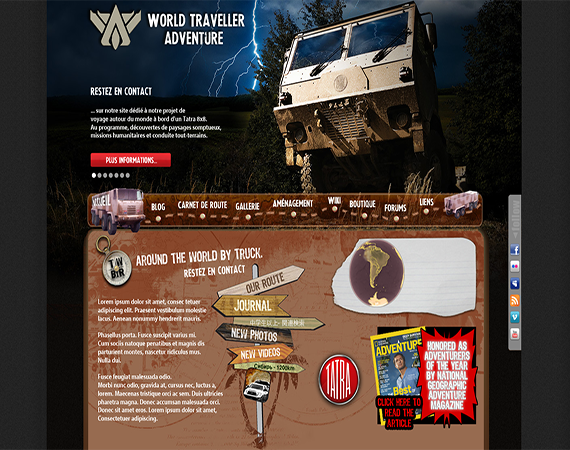 WORLD TRAVELLER
ADVENTURE
RESTEZ EN CONTACT
... sur notre site dédié à notre projet de
voyage autour du monde à bord d'un Tatra 8x8.
Au programme, découvertes de paysages somptueux,
missions humanitaires et conduite tout-terrains.
PLUS INFORMATIONS...
ACCUEIL
BLOG
CARNET DE ROUTE
GALLERIE
AMÉNAGEMENT
WIKI
BOUTIQUE
FORUMS
LIENS
AROUND THE WORLD BY TRUCK.
RESTEZ EN CONTACT
Lorem ipsum dolor sit amet, consec tetuer
adipiscing elit. Praesent vestibulum molestie
lacus. Aenean nonummy hendrerit mauris.
Phasellus porta. Fusce suscipit varius mi.
Cum sociis natoque penatibus et magnis dis
parturient montes, nascetur ridiculus mus.
Nulla dui.
Fusce feugiat malesuada odio.
Morbi nunc odio, gravida at, cursus nec, luctus a,
lorem. Maecenas tristique orci ac sem. Duis ultricies
pharetra magna. Donec accumsan malesuada orci.
Donec sit amet eros. Lorem ipsum dolor sit amet,
Consectetuer adipiscing.
OUR ROUTE
JOURNAL
NEW PHOTOS
NEW VIDEOS
Сибирь - 1200km
TATRA
ADVENTURE
Best
CLICK HERE TO
READ THE
ARTICLE
HONORED AS
ADVENTURERS
OF THE YEAR
BY NATIONAL
GEOGRAPHIC
ADVENTURE
MAGAZINE